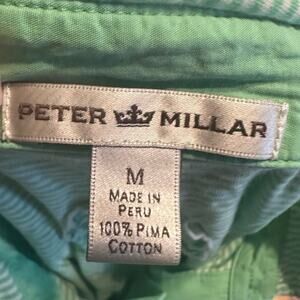 PETER MILLAR
M
MADE IN
PERU
100% PIMA
COTTON